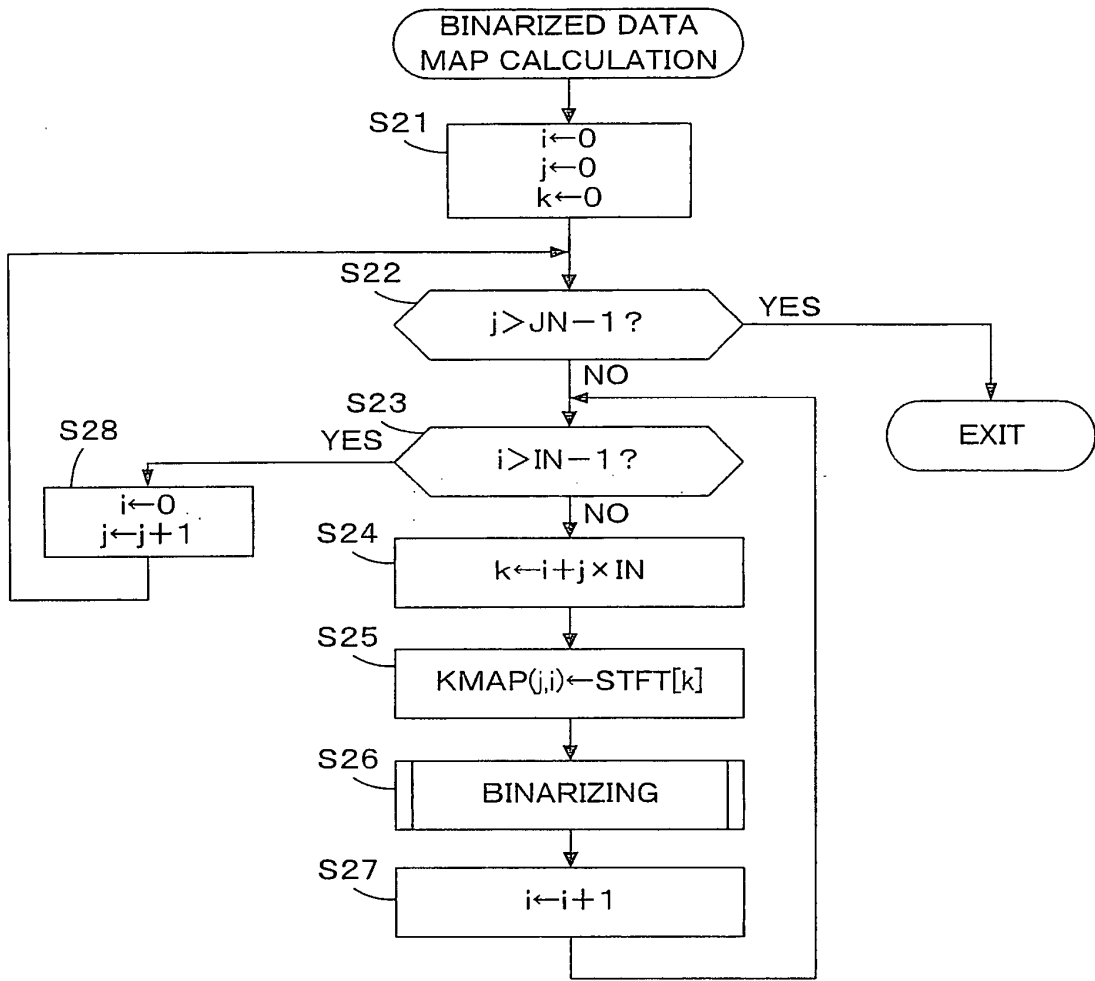 BINARIZED DATA
MAP CALCULATION
S21
i←0
j←0
k←0
S22
j>JN−1?
YES
NO
S23
EXIT
S28
YES
i>IN−1?
i←0
j←j+1
NO
S24
k←i+j×IN
S25
KMAP(j,i)←STFT[k]
S26
BINARIZING
S27
i←i+1